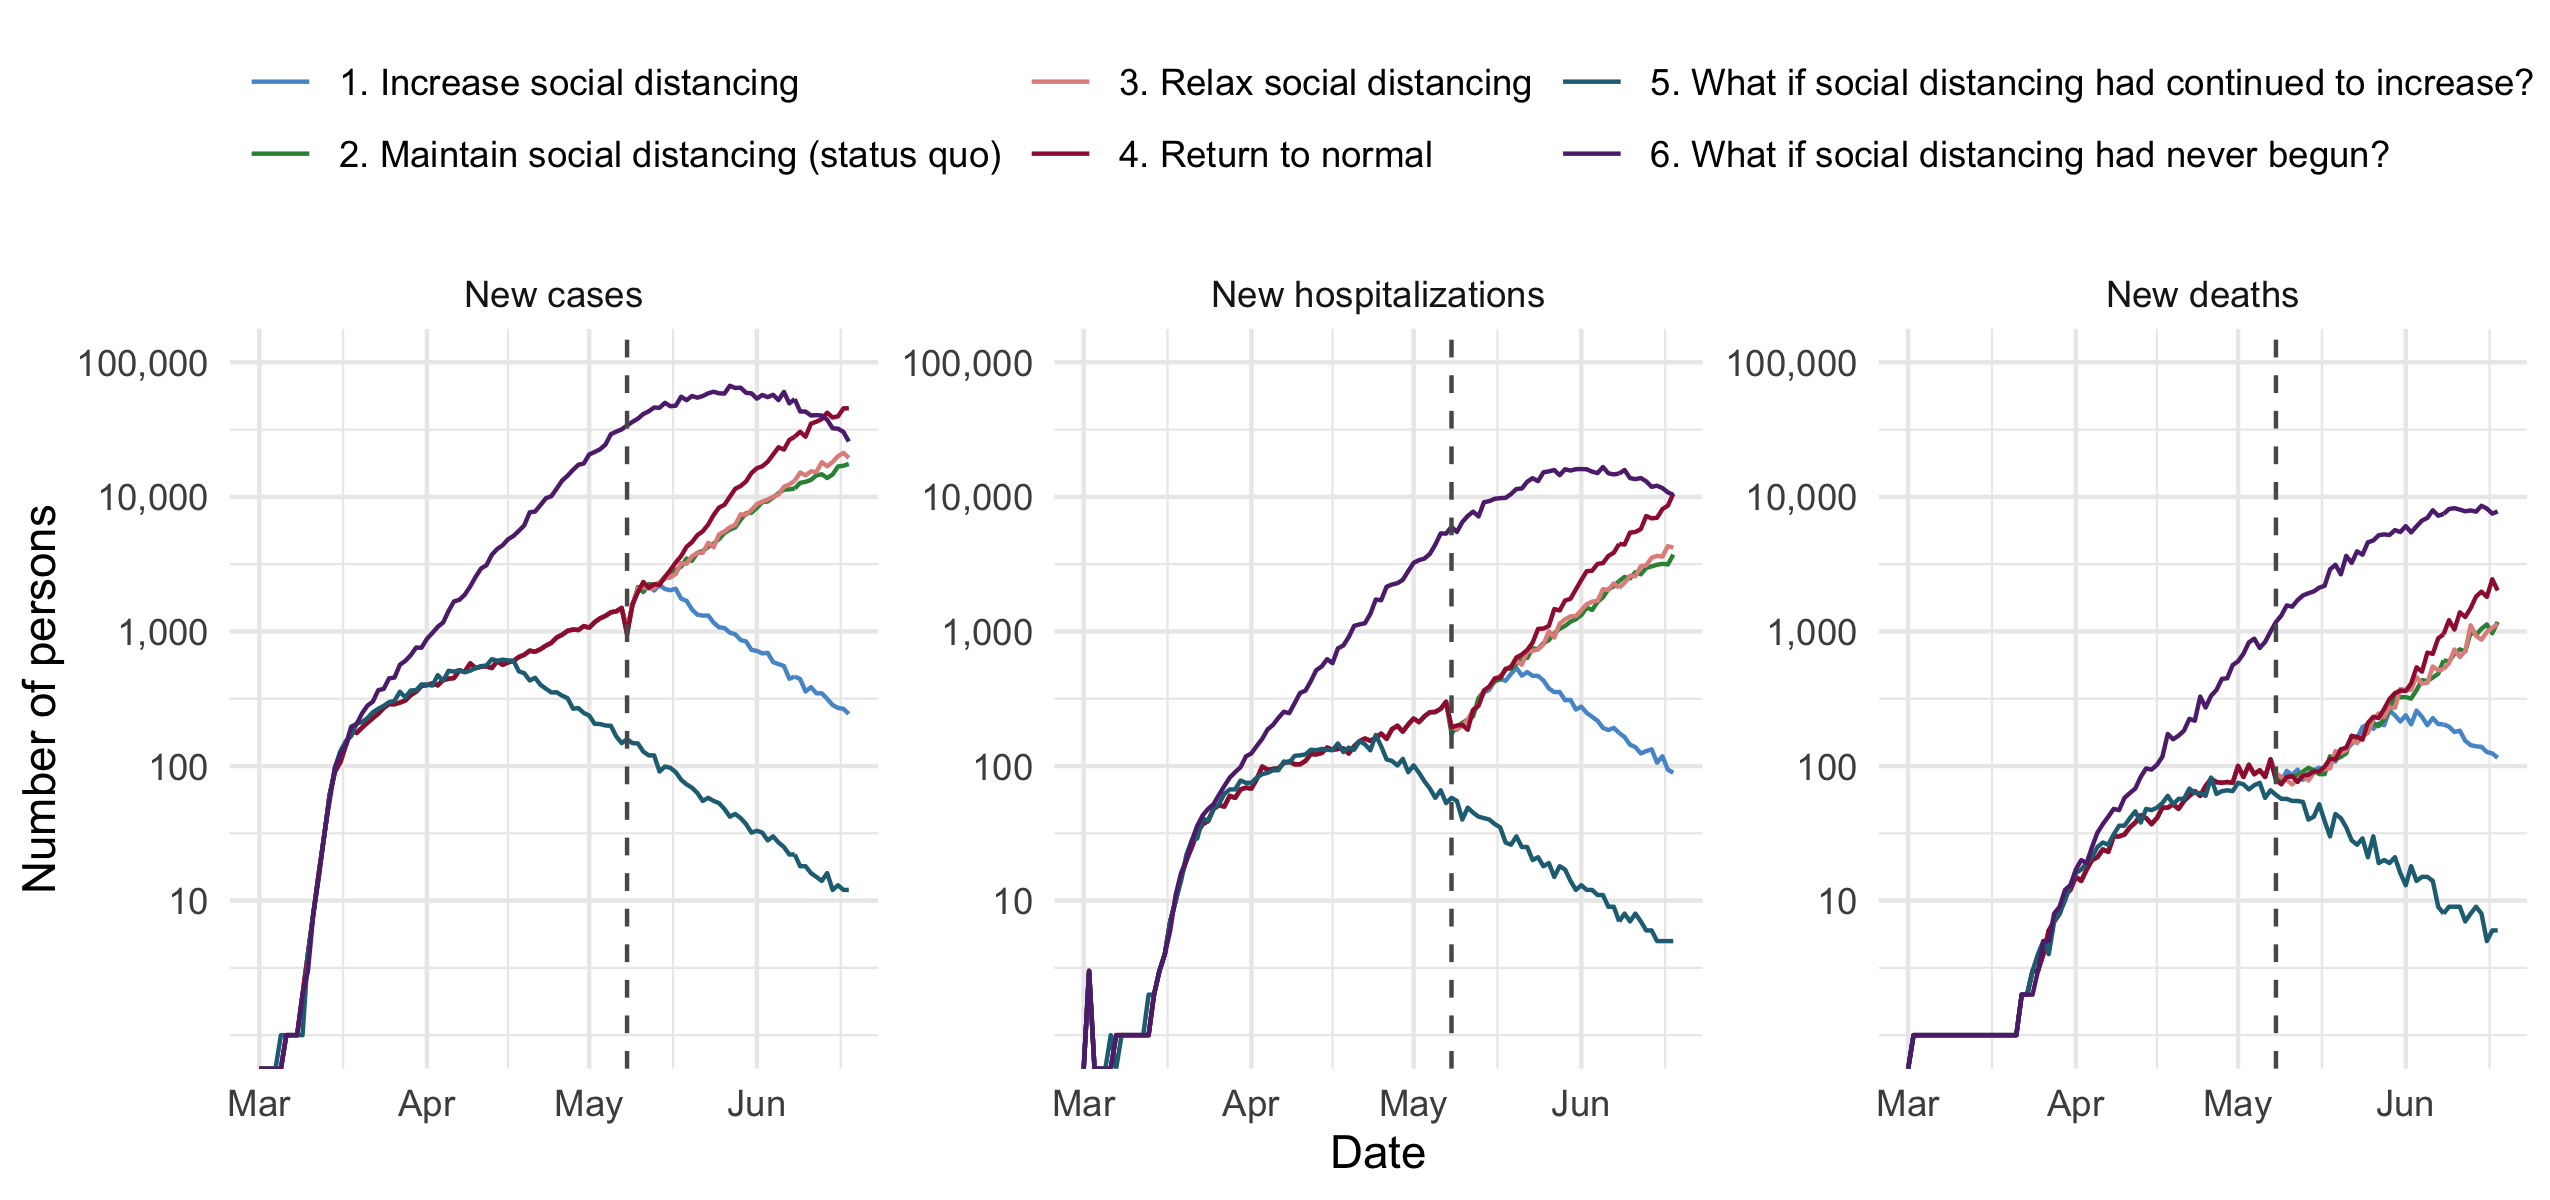 1. Increase social distancing
3. Relax social distancing
5. What if social distancing had continued to increase?
2. Maintain social distancing (status quo)
4. Return to normal
6. What if social distancing had never begun?
New cases
New hospitalizations
New deaths
Number of persons
100,000
10,000
1,000
100
10
100,000
10,000
1,000
100
10
100,000
10,000
1,000
100
10
Mar Apr May Jun
Mar Apr May Jun
Mar Apr May Jun
Date